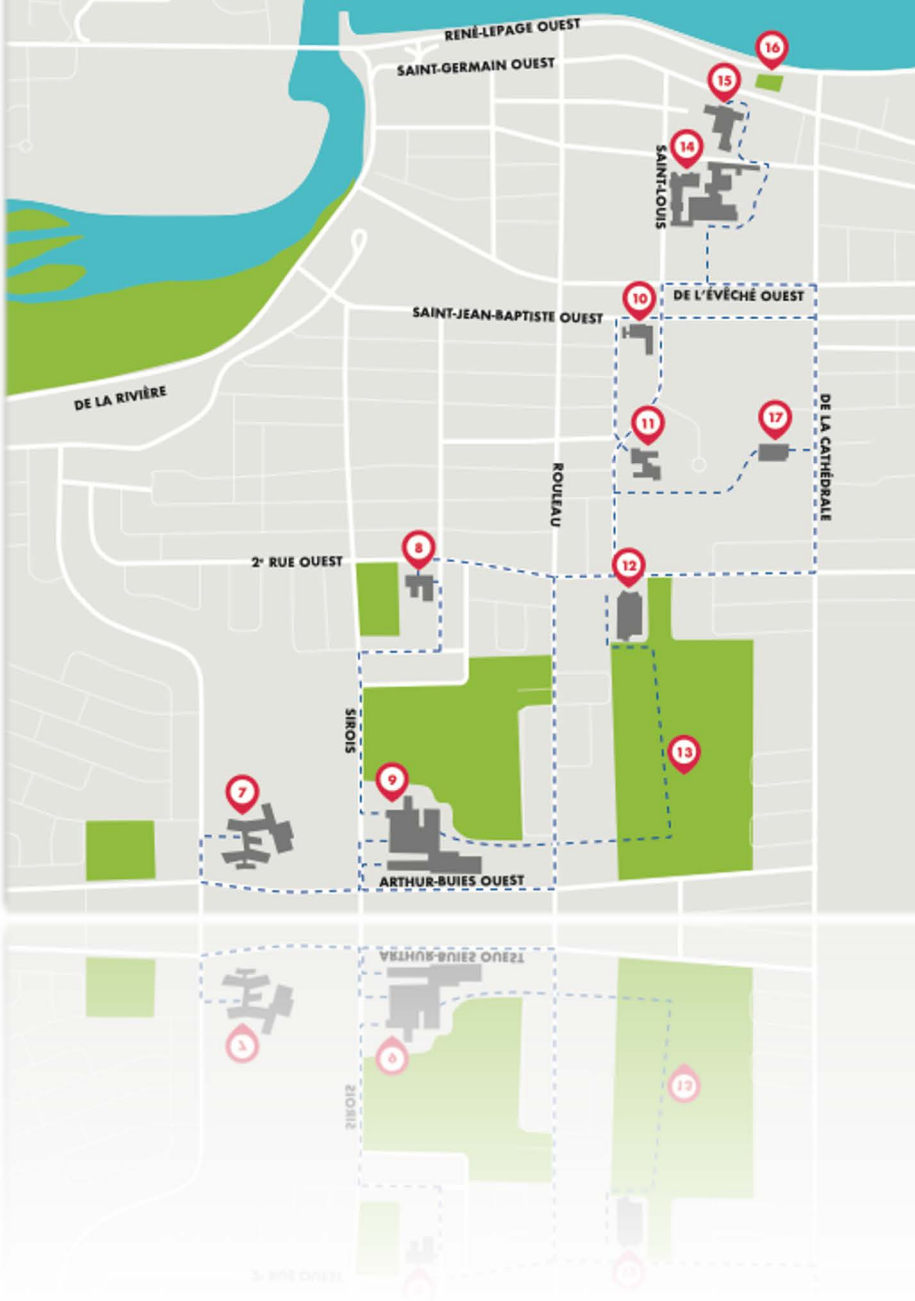 RENÉ-LEPAGE OUEST
16
SAINT-GERMAIN OUEST
15
14
SAINT-LOUIS
10
DE L'ÉVÊCHÉ OUEST
SAINT-JEAN-BAPTISTE OUEST
DE LA RIVIÈRE
11
17
DE LA CATHÉDRALE
ROULEAU
8
2e RUE OUEST
12
SIROIS
13
9
7
ARTHUR-BUIES OUEST